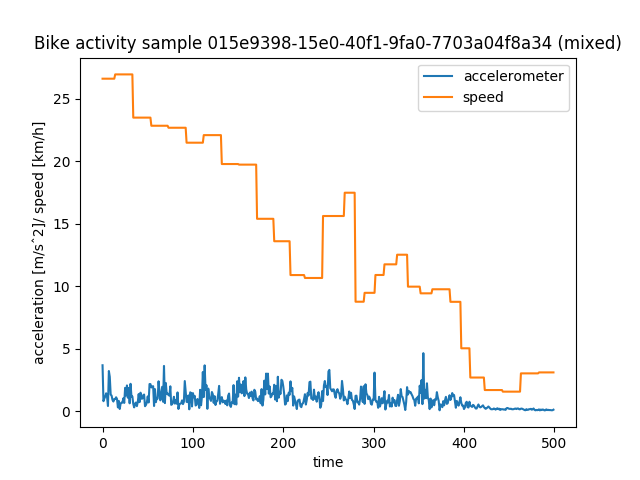 Bike activity sample 015e9398-15e0-40f1-9fa0-7703a04f8a34 (mixed)
accelerometer
speed
acceleration [m/s^2]/ speed [km/h]
25
20
15
10
5
0
0 100 200 300 400 500
time